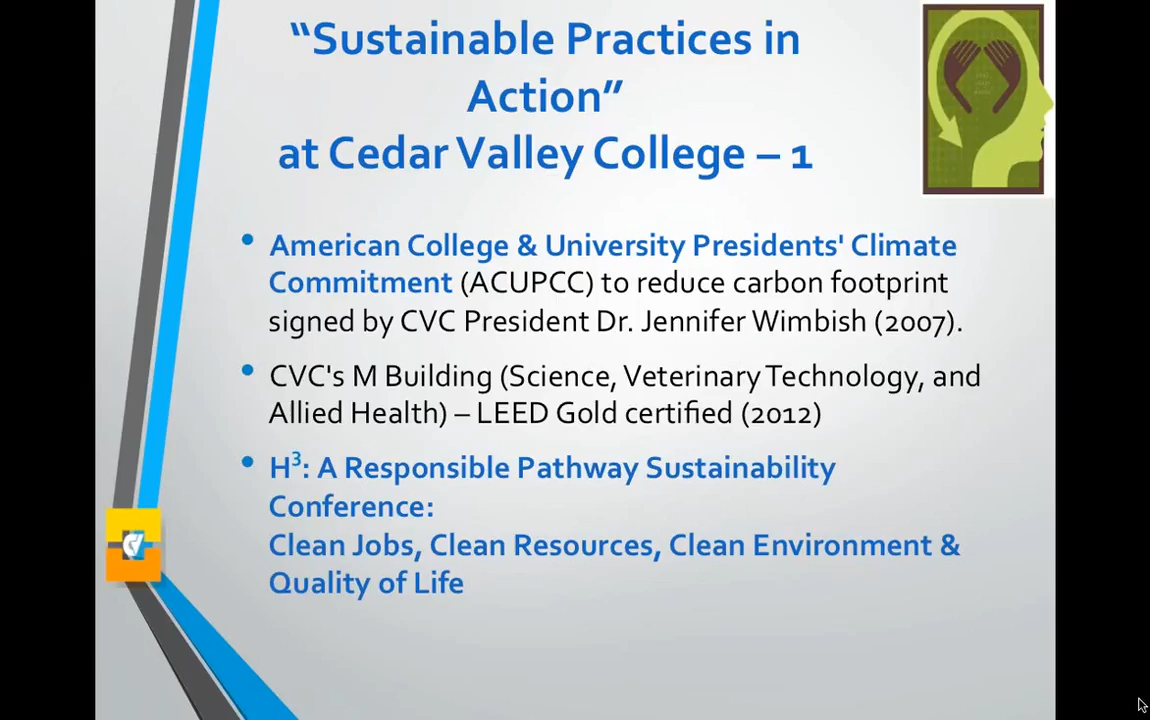 “Sustainable Practices in
Action”
at Cedar Valley College – 1
• American College & University Presidents' Climate
Commitment (ACUPCC) to reduce carbon footprint
signed by CVC President Dr. Jennifer Wimbish (2007).
• CVC's M Building (Science, Veterinary Technology, and
Allied Health) – LEED Gold certified (2012)
• H³: A Responsible Pathway Sustainability
Conference:
Clean Jobs, Clean Resources, Clean Environment &
Quality of Life